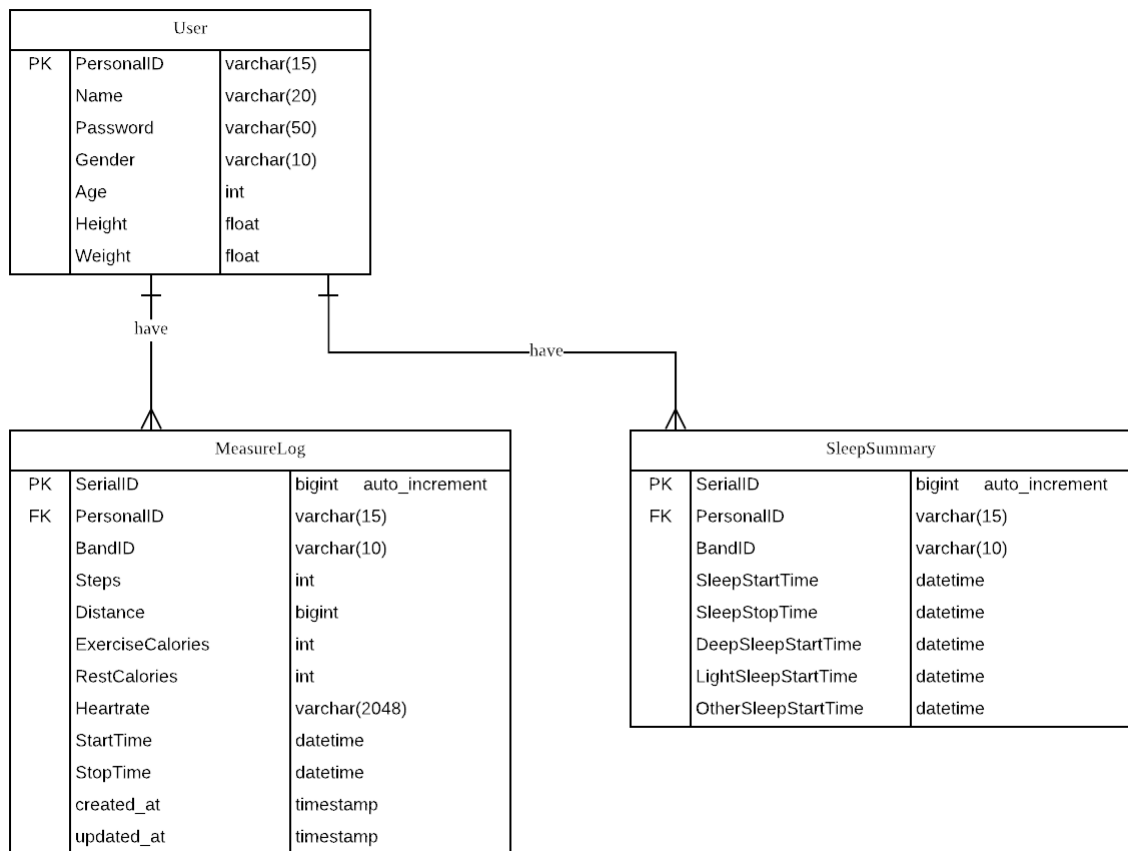 User
PK PersonalID varchar(15)
Name varchar(20)
Password varchar(50)
Gender varchar(10)
Age int
Height float
Weight float
have
have
MeasureLog
PK SerialID bigint auto_increment
FK PersonalID varchar(15)
BandID varchar(10)
Steps int
Distance bigint
ExerciseCalories int
RestCalories int
Heartrate varchar(2048)
StartTime datetime
StopTime datetime
created_at timestamp
updated_at timestamp
SleepSummary
PK SerialID bigint auto_increment
FK PersonalID varchar(15)
BandID varchar(10)
SleepStartTime datetime
SleepStopTime datetime
DeepSleepStartTime datetime
LightSleepStartTime datetime
OtherSleepStartTime datetime